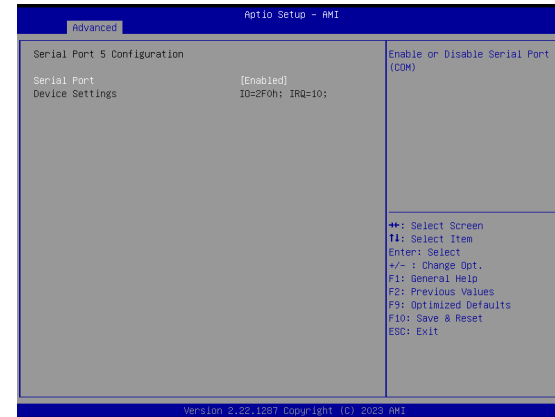 Aptio Setup - AMI
Advanced
Serial Port 5 Configuration
Serial Port [Enabled]
Device Settings IO=2F0h; IRQ=10;
Enable or Disable Serial Port
(COM)
→←: Select Screen
↑↓: Select Item
Enter: Select
+/- : Change Opt.
F1: General Help
F2: Previous Values
F9: Optimized Defaults
F10: Save & Reset
ESC: Exit
Version 2.22.1287 Copyright (C) 2023 AMI